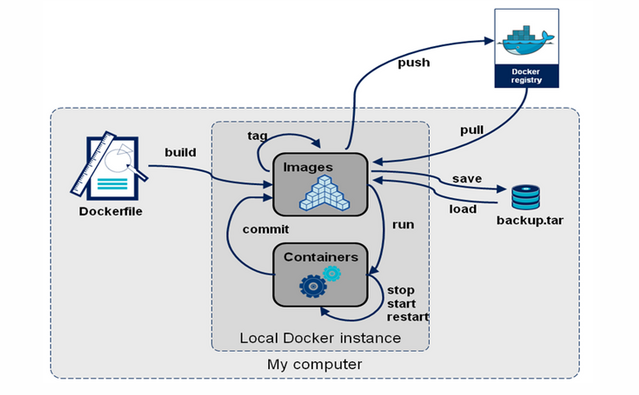 push
Docker
registry
pull
tag
build
Images
save
load
backup.tar
Dockerfile
commit
run
Containers
stop
start
restart
Local Docker instance
My computer